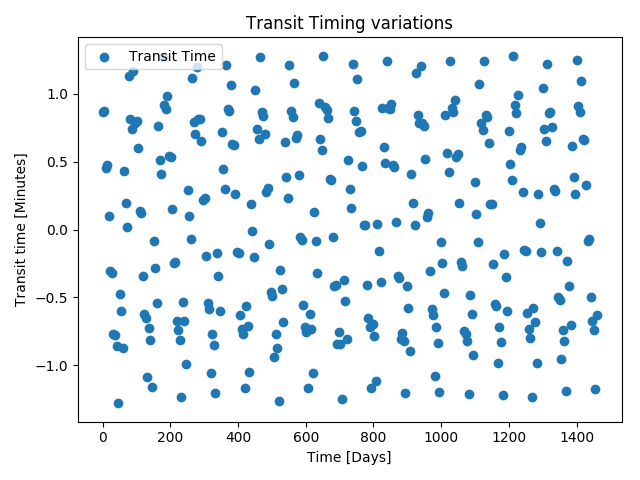 Transit Timing variations
Transit Time
Transit time [Minutes]
1.0
0.5
0.0
−0.5
−1.0
0 200 400 600 800 1000 1200 1400
Time [Days]